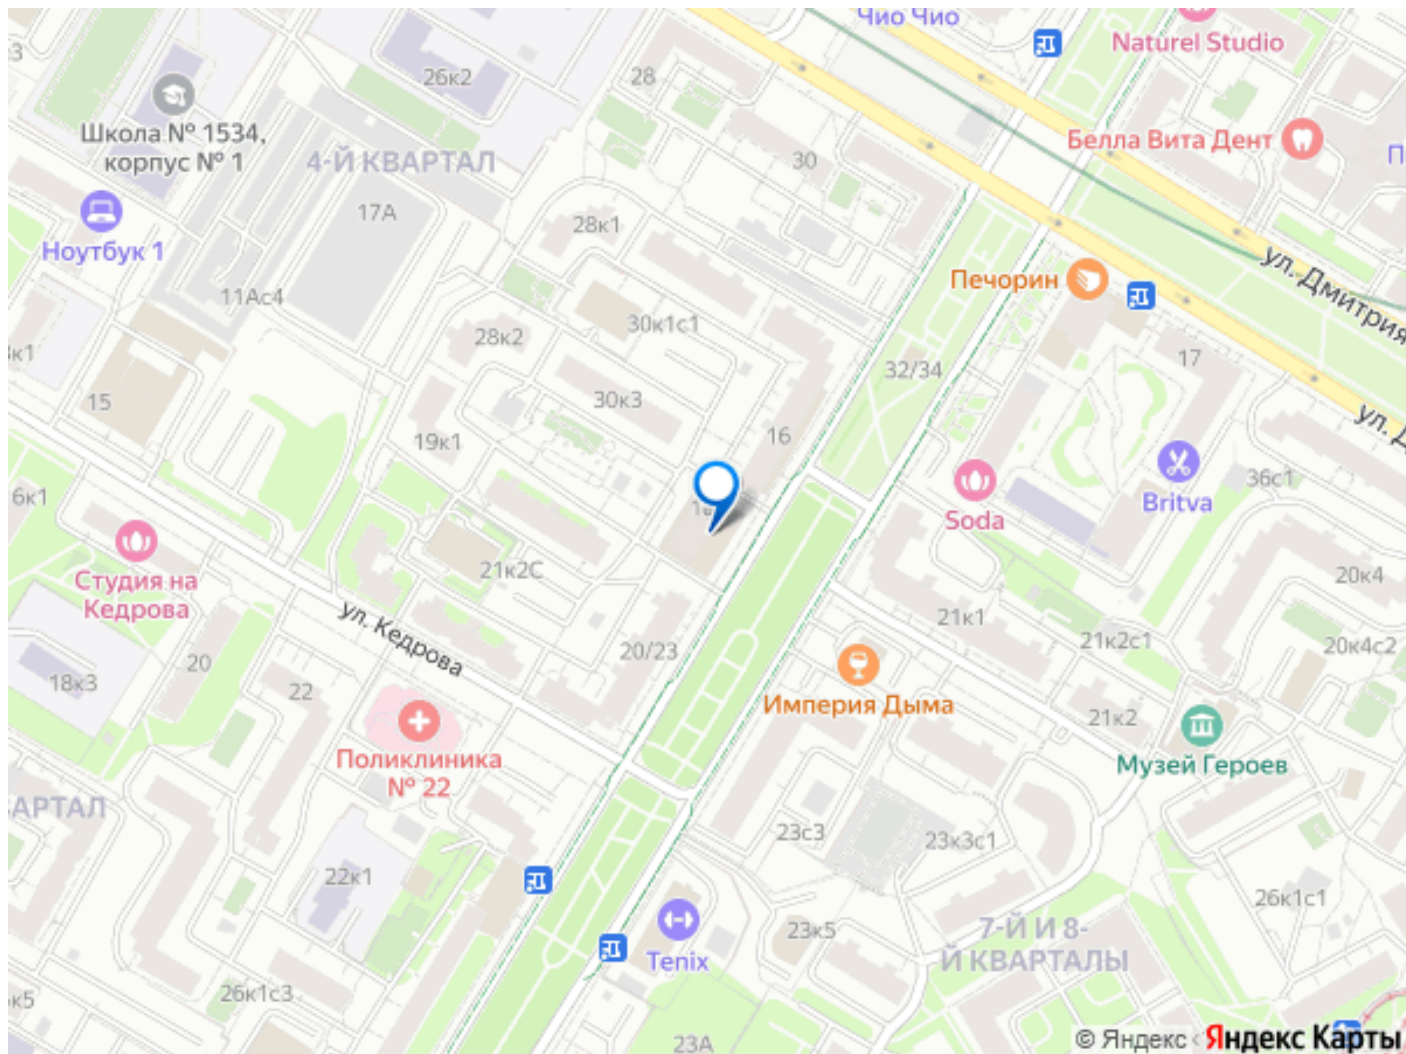 Чио Чио
Naturel Studio
3
26к2
28
Школа № 1534,
корпус № 1
4-Й КВАРТАЛ
30
Белла Вита Дент
П
17А
28к1
Ноутбук 1
ул. Дмитрия
Печорин
11Ас4
28к2
30к1с1
к1
32/34
17
15
30к3
19к1
16
ул. Д
6к1
36с1
Britva
Soda
Студия на
Кедрова
21к2С
20к4
ул. Кедрова
21к1
21к2с1
20к4с2
20/23
20
18к3
22
Империя Дыма
21к2
Поликлиника
№ 22
Музей Героев
ВАРТАЛ
23с3
23к3с1
22к1
26к1с1
23к5
7-Й И 8-
Й КВАРТАЛЫ
Tenix
26к1с3
к5
23А
© Яндекс Яндекс Карты